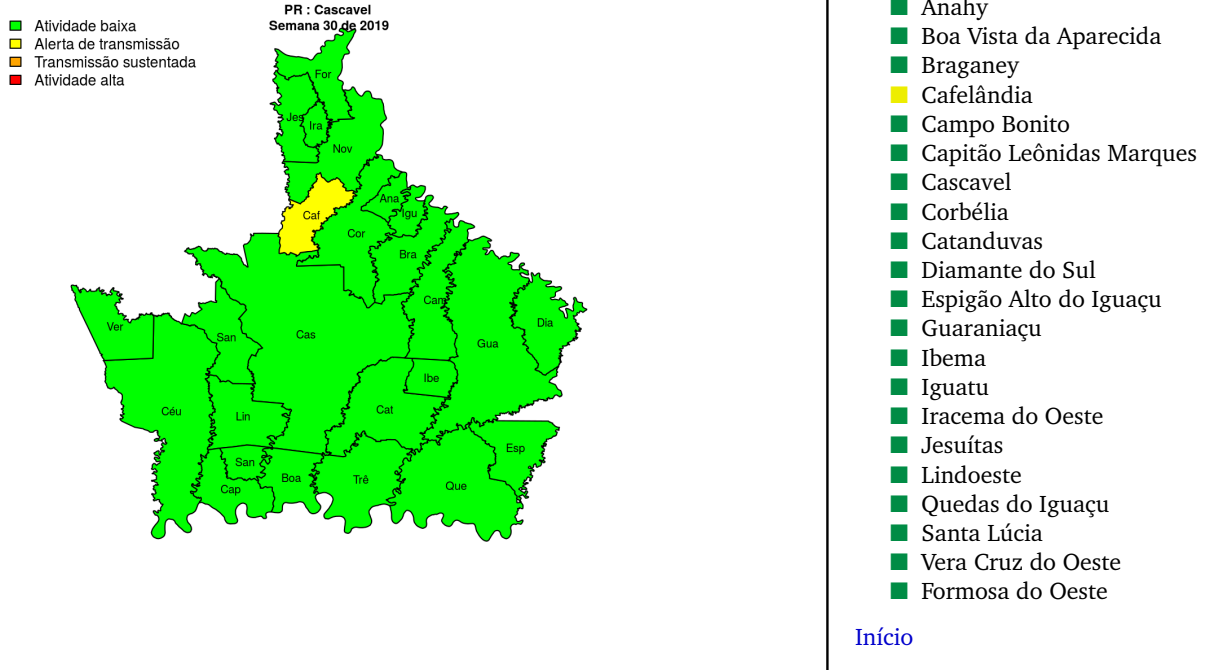 PR : Cascavel
Semana 30 de 2019
Atividade baixa
Alerta de transmissão
Transmissão sustentada
Atividade alta
For
Jes
Ira
Nov
Ana
Caf
Igu
Cor
Bra
Cam
Ver
Dia
San
Cas
Gua
Ibe
Céu
Cat
Lin
Esp
San
Boa
Trê
Cap
Que
Anahy
Boa Vista da Aparecida
Braganey
Cafelândia
Campo Bonito
Capitão Leônidas Marques
Cascavel
Corbélia
Catanduvas
Diamante do Sul
Espigão Alto do Iguaçu
Guaraniaçu
Ibema
Iguatu
Iracema do Oeste
Jesuítas
Lindoeste
Quedas do Iguaçu
Santa Lúcia
Vera Cruz do Oeste
Formosa do Oeste
Início